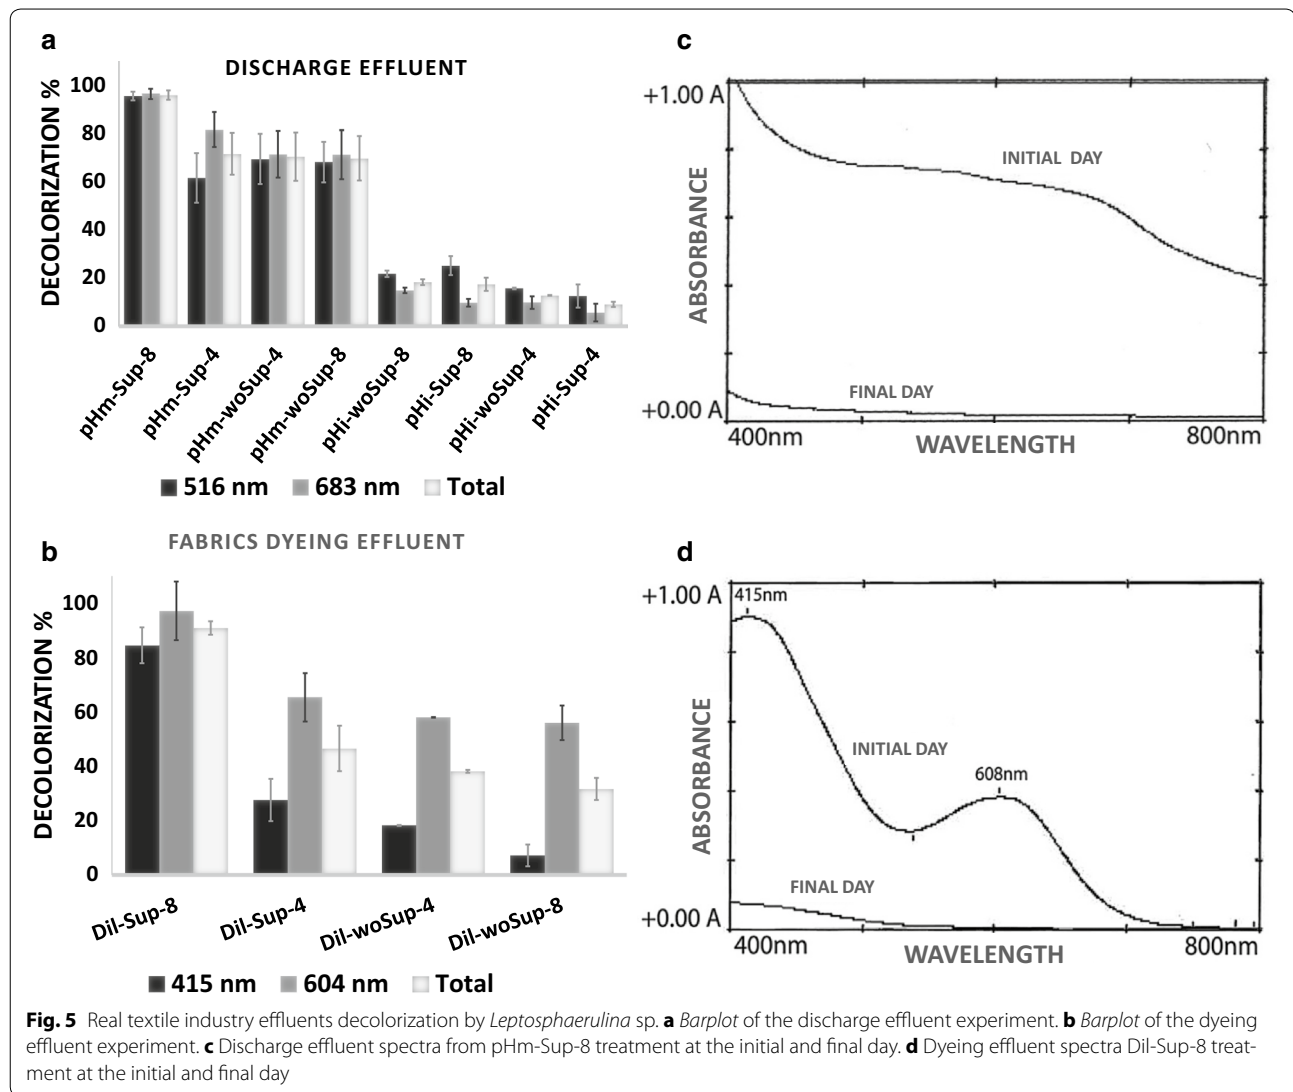 a
DISCHARGE EFFLUENT
DECOLORIZATION %
100
80
60
40
20
0
pHm-Sup-8
pHm-Sup-4
pHm-woSup-4
pHm-woSup-8
pHi-woSup-8
pHi-Sup-8
pHi-woSup-4
pHi-Sup-4
516 nm 683 nm Total
c
+1.00 A
ABSORBANCE
INITIAL DAY
FINAL DAY
+0.00 A
400nm WAVELENGTH 800nm
b
FABRICS DYEING EFFLUENT
DECOLORIZATION %
100
80
60
40
20
0
Dil-Sup-8
Dil-Sup-4
Dil-woSup-4
Dil-woSup-8
415 nm 604 nm Total
d
+1.00 A
415nm
ABSORBANCE
INITIAL DAY
608nm
FINAL DAY
+0.00 A
400nm WAVELENGTH 800nm
Fig. 5 Real textile industry effluents decolorization by Leptosphaerulina sp. a Barplot of the discharge effluent experiment. b Barplot of the dyeing
effluent experiment. c Discharge effluent spectra from pHm-Sup-8 treatment at the initial and final day. d Dyeing effluent spectra Dil-Sup-8 treat-
ment at the initial and final day